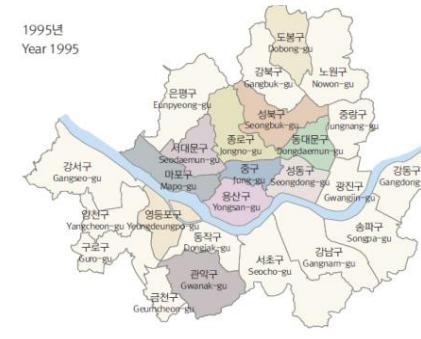 1995년
Year 1995
도봉구
Dobong-gu
강북구
Gangbuk-gu
노원구
Nowon-gu
은평구
Eunpyeong-gu
성북구
Seongbuk-gu
중랑구
Jungnang-gu
종로구
Jongno-gu
서대문구
Seodaemun-gu
동대문구
Dongdaemun-gu
강서구
Gangseo-gu
마포구
Mapo-gu
중구
Jung-gu
성동구
Seongdong-gu
광진구
Gwangjin-gu
강동구
Gangdong-gu
용산구
Yongsan-gu
양천구
Yangcheon-gu
영등포구
Yeongdeungpo-gu
동작구
Dongjak-gu
송파구
Songpa-gu
구로구
Guro-gu
강남구
Gangnam-gu
서초구
Seocho-gu
관악구
Gwanak-gu
금천구
Geumcheon-gu